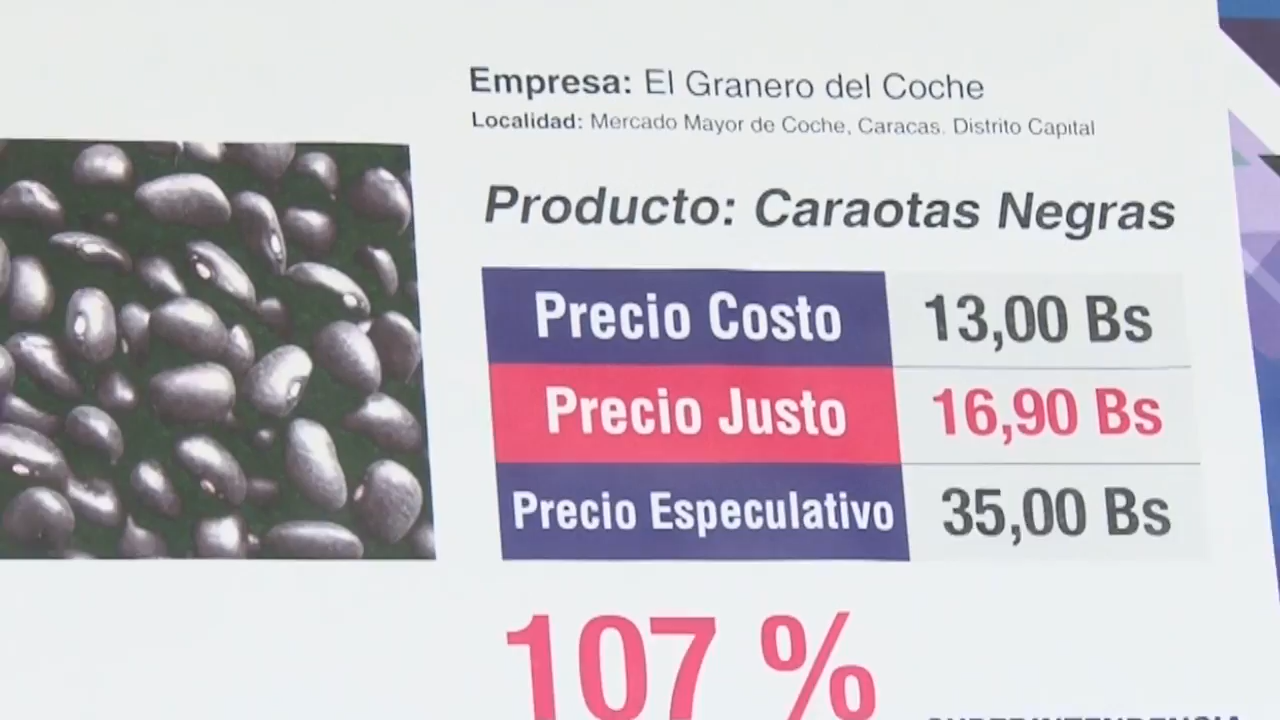 Empresa: El Granero del Coche
Localidad: Mercado Mayor de Coche, Caracas. Distrito Capital
Producto: Caraotas Negras
Precio Costo 13,00 Bs
Precio Justo 16,90 Bs
Precio Especulativo 35,00 Bs
107 %
SUPERINTENDENCIA